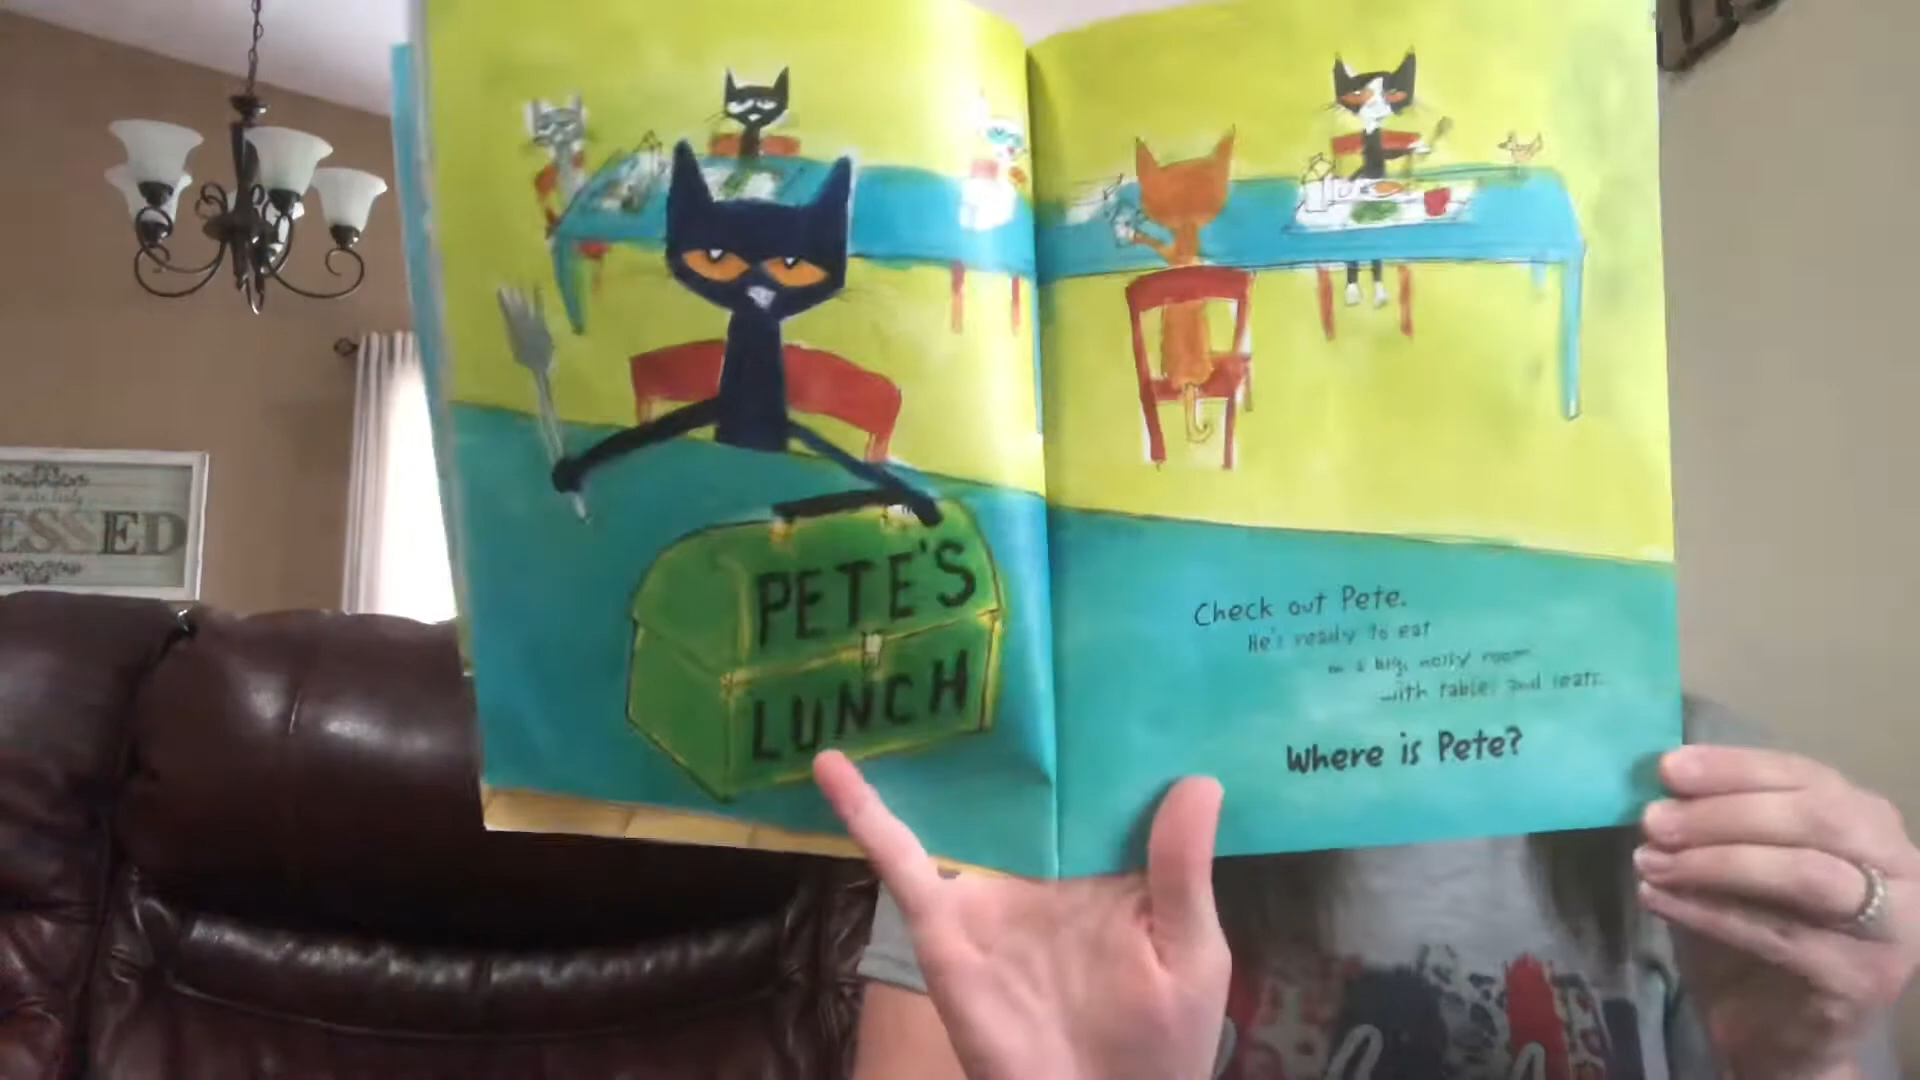 ESSED
PETE'S
LUNCH
Check out Pete.
He's ready to eat
in a big, noisy room
with tables and seats.
Where is Pete?